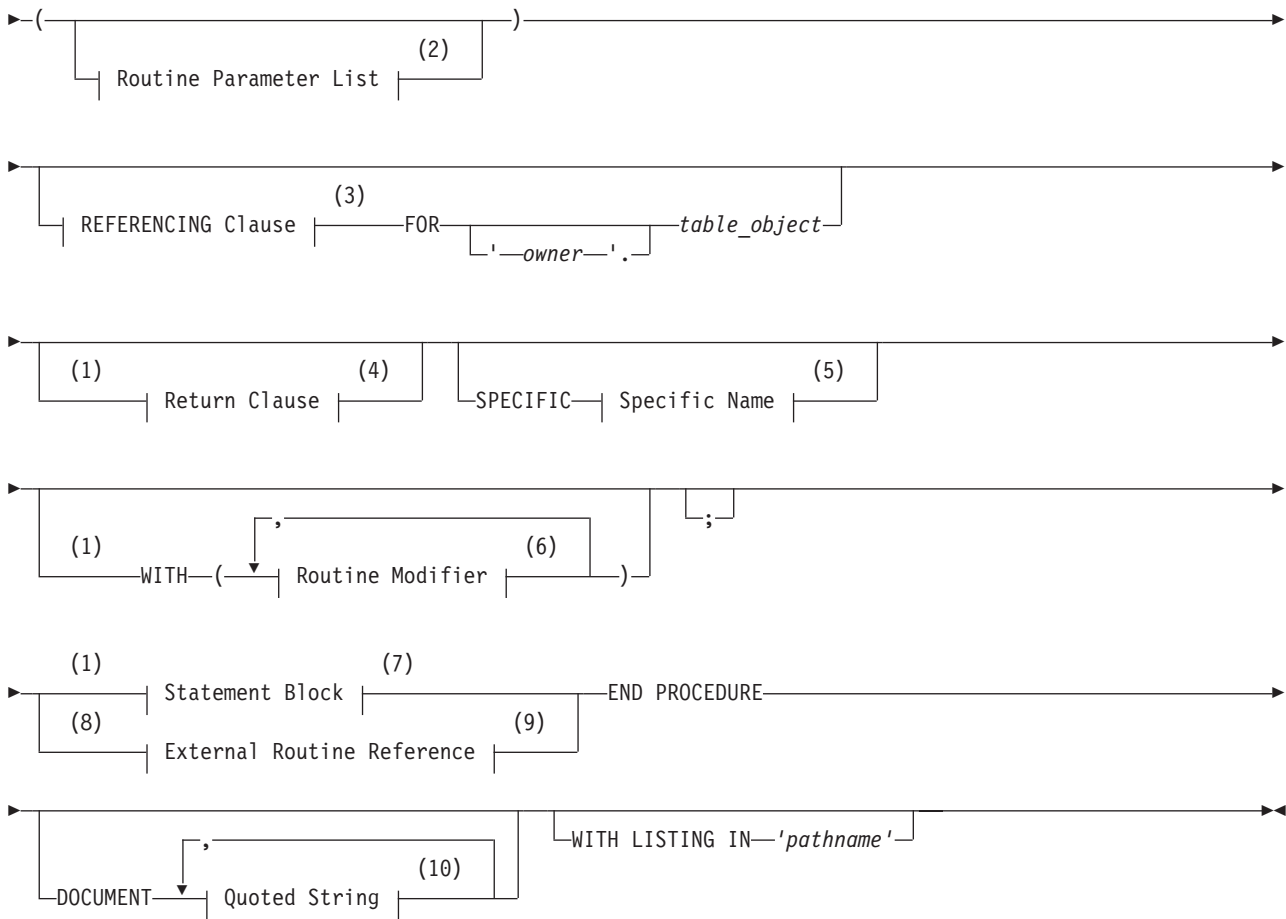 ( )
(2)
Routine Parameter List
(3)
REFERENCING Clause FOR table_object
'owner'.
(1) (4) (5)
Return Clause SPECIFIC Specific Name
, ;
(1) (6)
WITH ( Routine Modifier )
(1) (7)
Statement Block END PROCEDURE
(8) (9)
External Routine Reference
,
WITH LISTING IN 'pathname'
(10)
DOCUMENT Quoted String